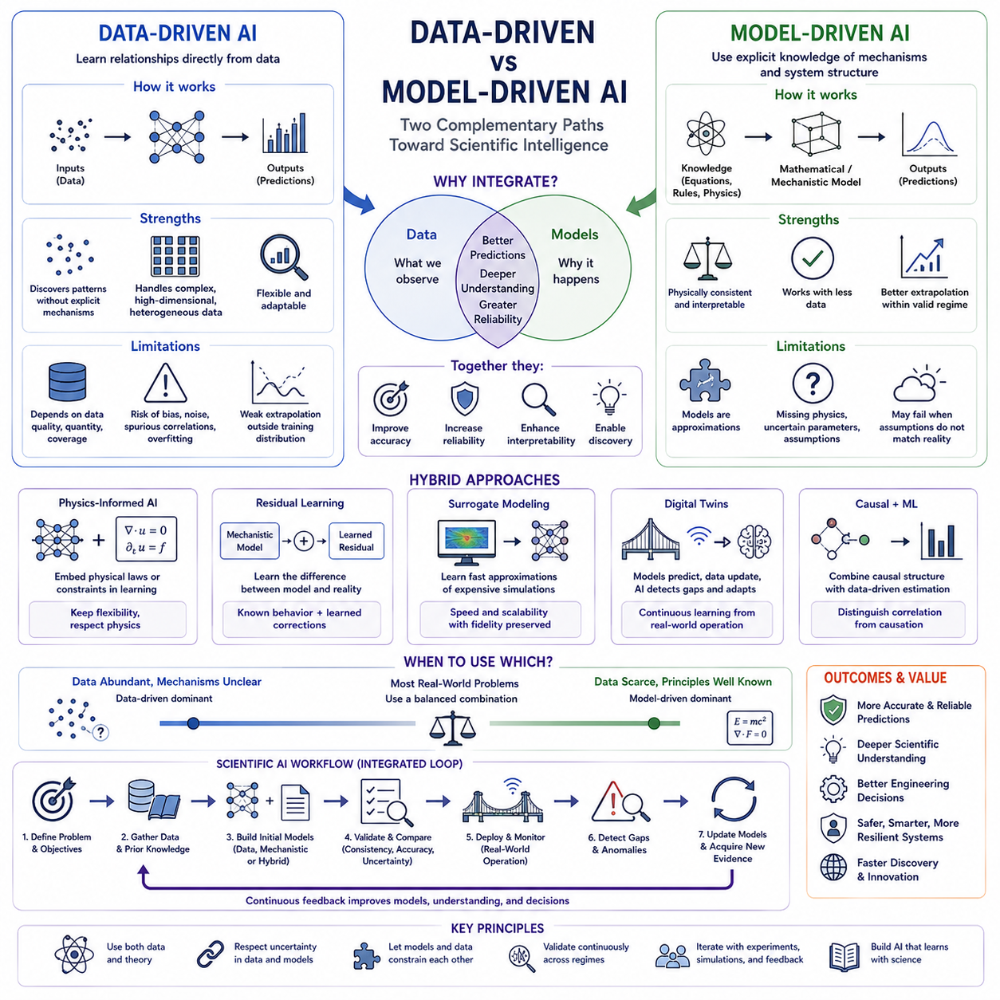 DATA-DRIVEN AI
Learn relationships directly from data
How it works
Inputs
(Data)
Outputs
(Predictions)
Strengths
Discovers patterns
without explicit
mechanisms
Handles complex,
high-dimensional,
heterogeneous data
Flexible and
adaptable
Limitations
Depends on data
quality, quantity,
coverage
Risk of bias, noise,
spurious correlations,
overfitting
Weak extrapolation
outside training
distribution
DATA-DRIVEN
VS
MODEL-DRIVEN AI
Two Complementary Paths
Toward Scientific Intelligence
WHY INTEGRATE?
Data
What we
observe
Better
Predictions
Deeper
Understanding
Greater
Reliability
Models
Why it
happens
Together they:
Improve
accuracy
Increase
reliability
Enhance
interpretability
Enable
discovery
MODEL-DRIVEN AI
Use explicit knowledge of mechanisms
and system structure
How it works
Knowledge
(Equations,
Rules, Physics)
Mathematical /
Mechanistic Model
Outputs
(Predictions)
Strengths
Physically consistent
and interpretable
Works with less
data
Better extrapolation
within valid regime
Limitations
Models are
approximations
?
Missing physics,
uncertain parameters,
assumptions
May fail when
assumptions do not
match reality
HYBRID APPROACHES
Physics-Informed AI
+
∇·u = 0
∂ₜu = f
Embed physical laws or
constraints in learning
Keep flexibility,
respect physics
Residual Learning
Mechanistic
Model
+
Learned
Residual
Learn the difference
between model and reality
Known behavior + learned
corrections
Surrogate Modeling
Learn fast approximations
of expensive simulations
Speed and scalability
with fidelity preserved
Digital Twins
Models predict, data update,
AI detects gaps and adapts
Continuous learning from
real-world operation
Causal + ML
Combine causal structure
with data-driven estimation
Distinguish correlation
from causation
WHEN TO USE WHICH?
Data Abundant, Mechanisms Unclear
Data-driven dominant
?
Most Real-World Problems
Use a balanced combination
Data Scarce, Principles Well Known
Model-driven dominant
E = mc²
∇·F = 0
SCIENTIFIC AI WORKFLOW (INTEGRATED LOOP)
1. Define Problem
& Objectives
2. Gather Data
& Prior Knowledge
+
3. Build Initial Models
(Data, Mechanistic
or Hybrid)
4. Validate & Compare
(Consistency, Accuracy,
Uncertainty)
5. Deploy & Monitor
(Real-World
Operation)
6. Detect Gaps
& Anomalies
7. Update Models
& Acquire New
Evidence
Continuous feedback improves models, understanding, and decisions
OUTCOMES & VALUE
More Accurate & Reliable
Predictions
Deeper Scientific
Understanding
Better Engineering
Decisions
Safer, Smarter, More
Resilient Systems
Faster Discovery
& Innovation
KEY PRINCIPLES
Use both data
and theory
Respect uncertainty
in data and models
Let models and data
constrain each other
Validate continuously
across regimes
Iterate with experiments,
simulations, and feedback
Build AI that learns
with science